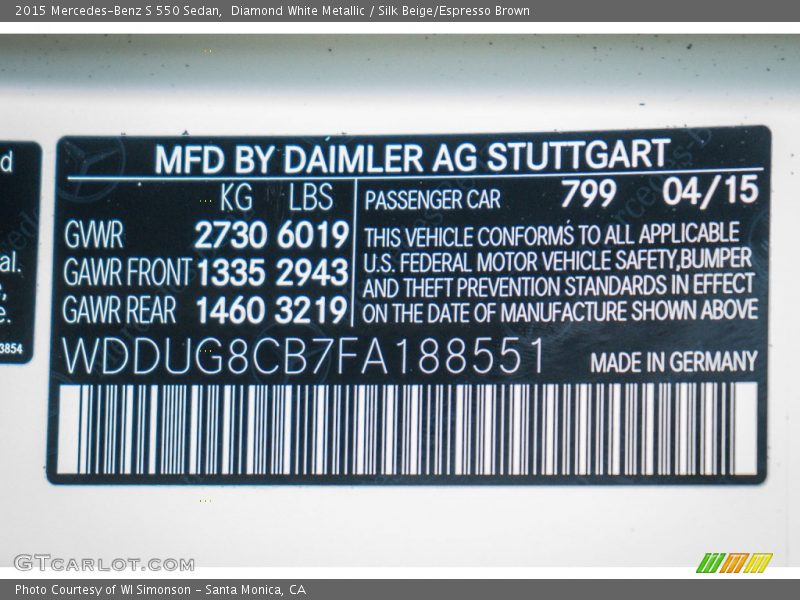 2015 Mercedes-Benz S 550 Sedan,  Diamond White Metallic / Silk Beige/Espresso Brown
d
al.
e.
3854
MFD BY DAIMLER AG STUTTGART
KG LBS
GVWR 2730 6019
GAWR FRONT 1335 2943
GAWR REAR 1460 3219
PASSENGER CAR 799 04/15
THIS VEHICLE CONFORMS TO ALL APPLICABLE
U.S. FEDERAL MOTOR VEHICLE SAFETY,BUMPER
AND THEFT PREVENTION STANDARDS IN EFFECT
ON THE DATE OF MANUFACTURE SHOWN ABOVE
WDDUG8CB7FA188551
MADE IN GERMANY
GTCARLOT.COM
Photo Courtesy of WI Simonson - Santa Monica, CA